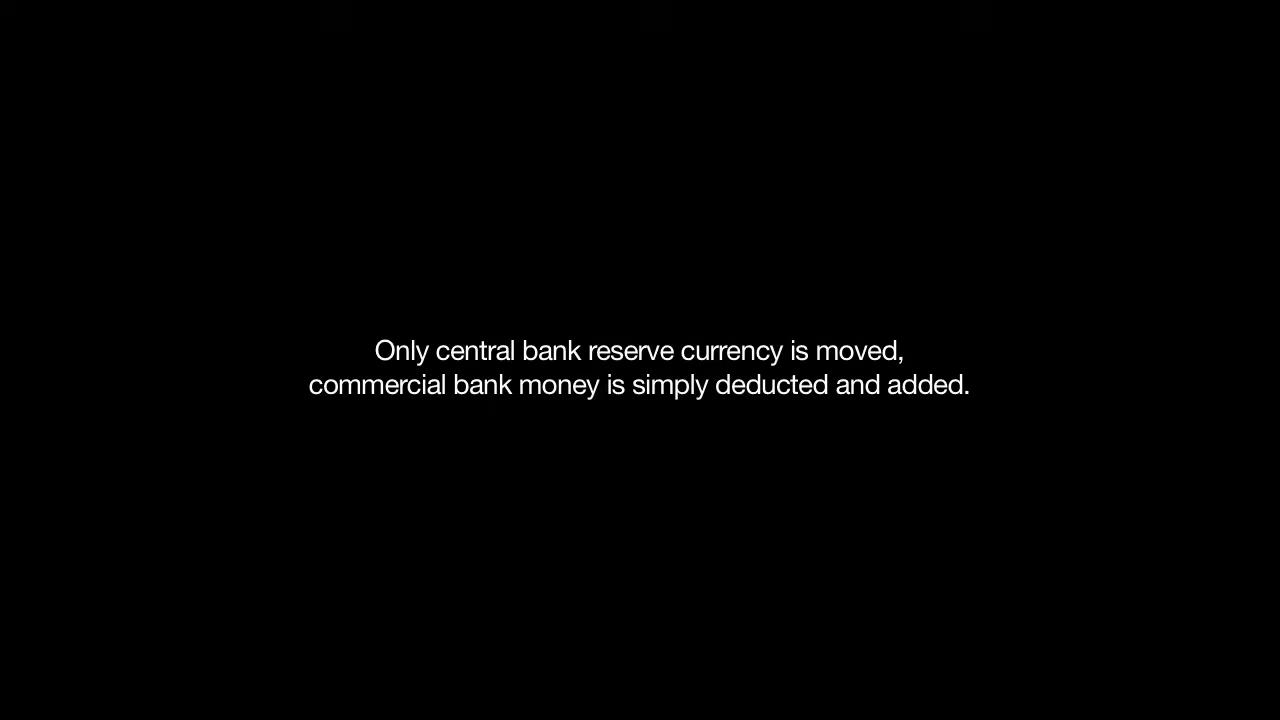 Only central bank reserve currency is moved,
commercial bank money is simply deducted and added.